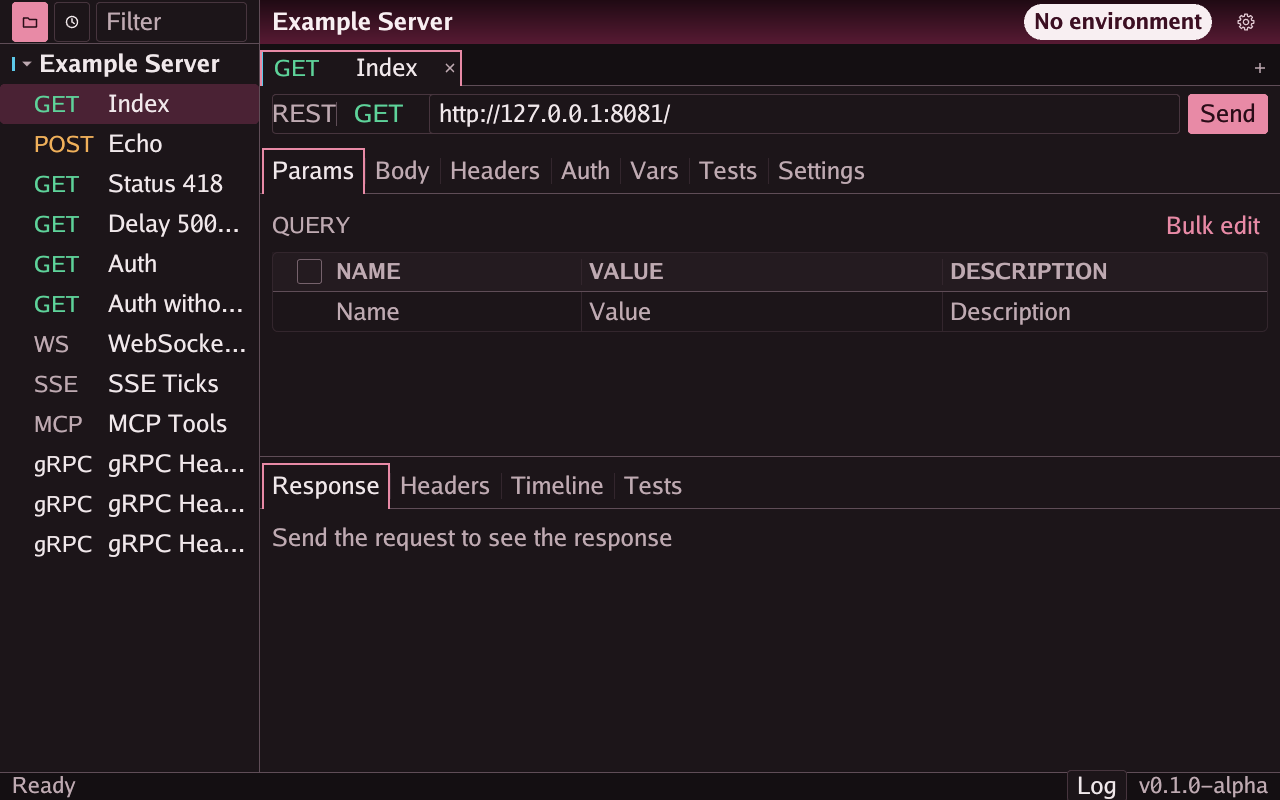 Filter
Example Server
No environment
Example Server
GET Index
POST Echo
GET Status 418
GET Delay 500...
GET Auth
GET Auth witho...
WS WebSocke...
SSE SSE Ticks
MCP MCP Tools
gRPC gRPC Hea...
gRPC gRPC Hea...
gRPC gRPC Hea...
GET Index ×
+
REST GET http://127.0.0.1:8081/ Send
Params Body Headers Auth Vars Tests Settings
QUERY Bulk edit
NAME VALUE DESCRIPTION
Name Value Description
Response Headers Timeline Tests
Send the request to see the response
Ready
Log v0.1.0-alpha